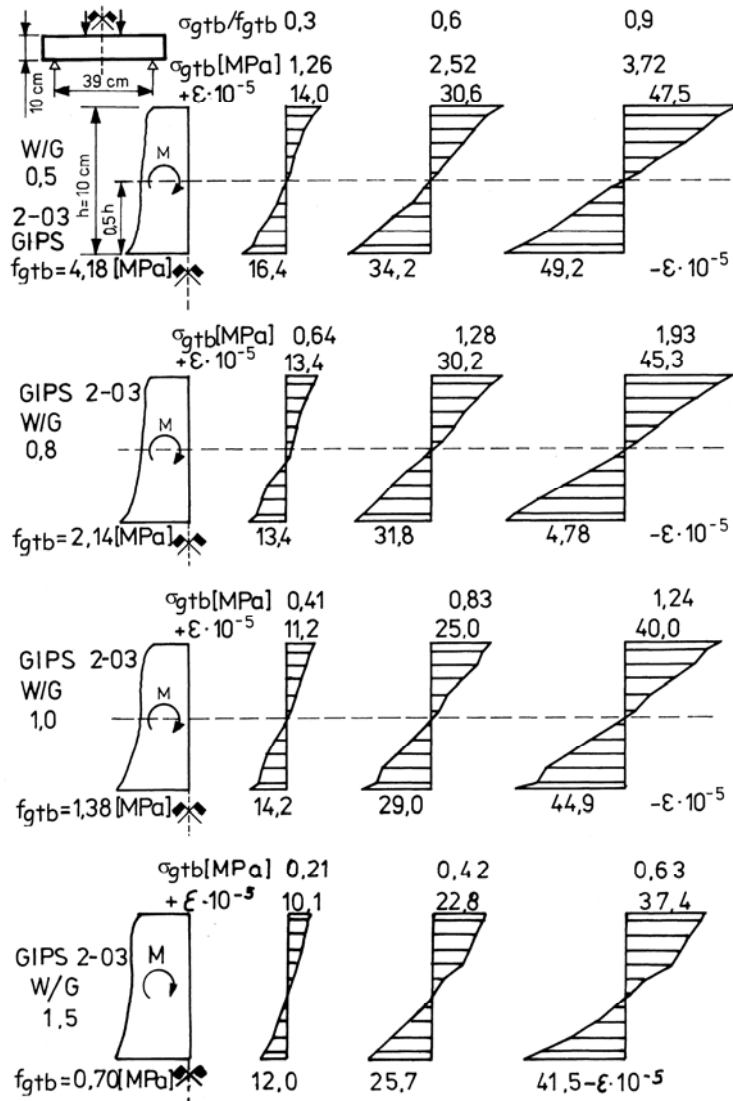 σgtb/fgtb 0,3 0,6 0,9
σgtb[MPa] 1,26 2,52 3,72
+ε·10⁻⁵ 14,0 30,6 47,5
10 cm
39 cm
W/G
0,5
2-03
GIPS
h=10 cm
0,5h
M
fgtb=4,18[MPa] 16,4 34,2 49,2 -ε·10⁻⁵
σgtb[MPa] 0,64 1,28 1,93
+ε·10⁻⁵ 13,4 30,2 45,3
GIPS 2-03
W/G
0,8
M
fgtb=2,14[MPa] 13,4 31,8 4,78 -ε·10⁻⁵
σgtb[MPa] 0,41 0,83 1,24
+ε·10⁻⁵ 11,2 25,0 40,0
GIPS 2-03
W/G
1,0
M
fgtb=1,38[MPa] 14,2 29,0 44,9 -ε·10⁻⁵
σgtb[MPa] 0,21 0,42 0,63
+ε·10⁻⁵ 10,1 22,8 37,4
GIPS 2-03
W/G
1,5
M
fgtb=0,70[MPa] 12,0 25,7 41,5-ε·10⁻⁵